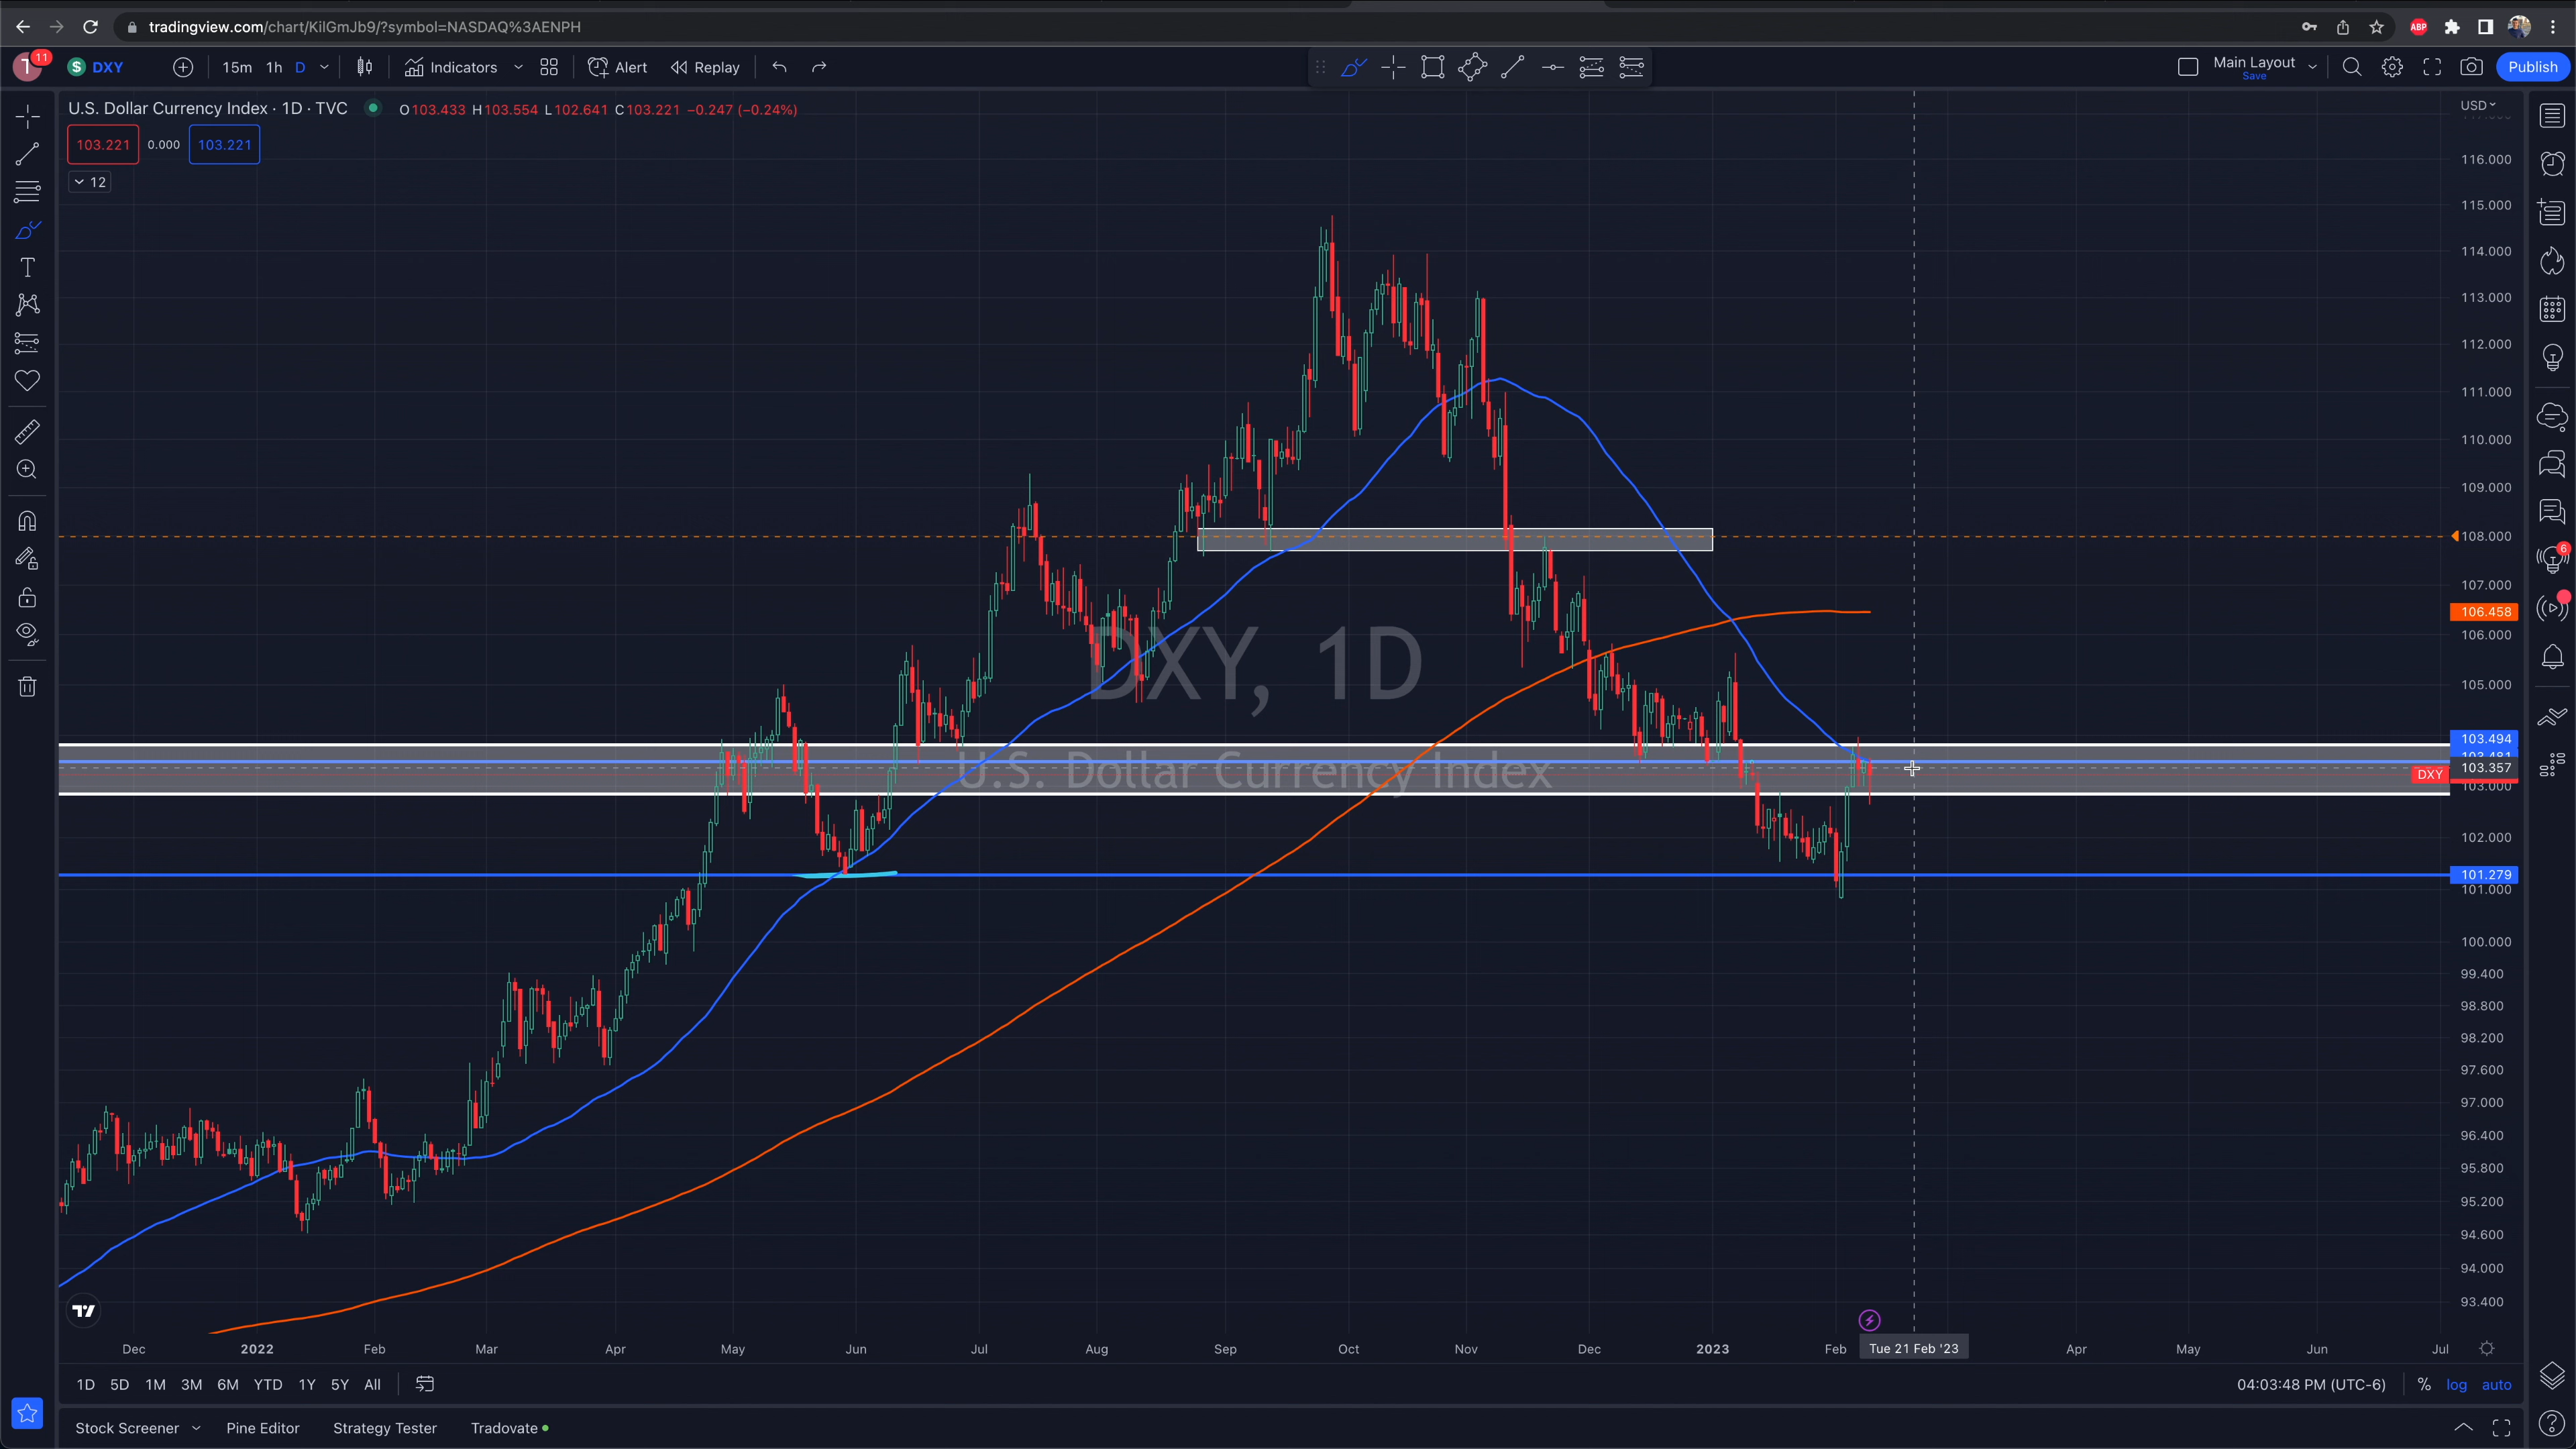 tradingview.com/chart/KilGmJb9/?symbol=NASDAQ%3AENPH
ABP
T 11 DXY 15m 1h D Indicators Alert Replay Main Layout Save Publish
U.S. Dollar Currency Index · 1D · TVC O103.433 H103.554 L102.641 C103.221 −0.247 (−0.24%)
USD
103.221 0.000 103.221
12
116.000
115.000
114.000
113.000
112.000
111.000
110.000
109.000
108.000
107.000
106.458
106.000
105.000
103.494
103.357
DXY
103.000
102.000
101.279
101.000
100.000
99.400
98.800
98.200
97.600
97.000
96.400
95.800
95.200
94.600
94.000
93.400
6
DXY, 1D
U.S. Dollar Currency Index
Dec 2022 Feb Mar Apr May Jun Jul Aug Sep Oct Nov Dec 2023 Feb Tue 21 Feb '23 Apr May Jun Jul
1D 5D 1M 3M 6M YTD 1Y 5Y All 04:03:48 PM (UTC-6) % log auto
Stock Screener Pine Editor Strategy Tester Tradovate